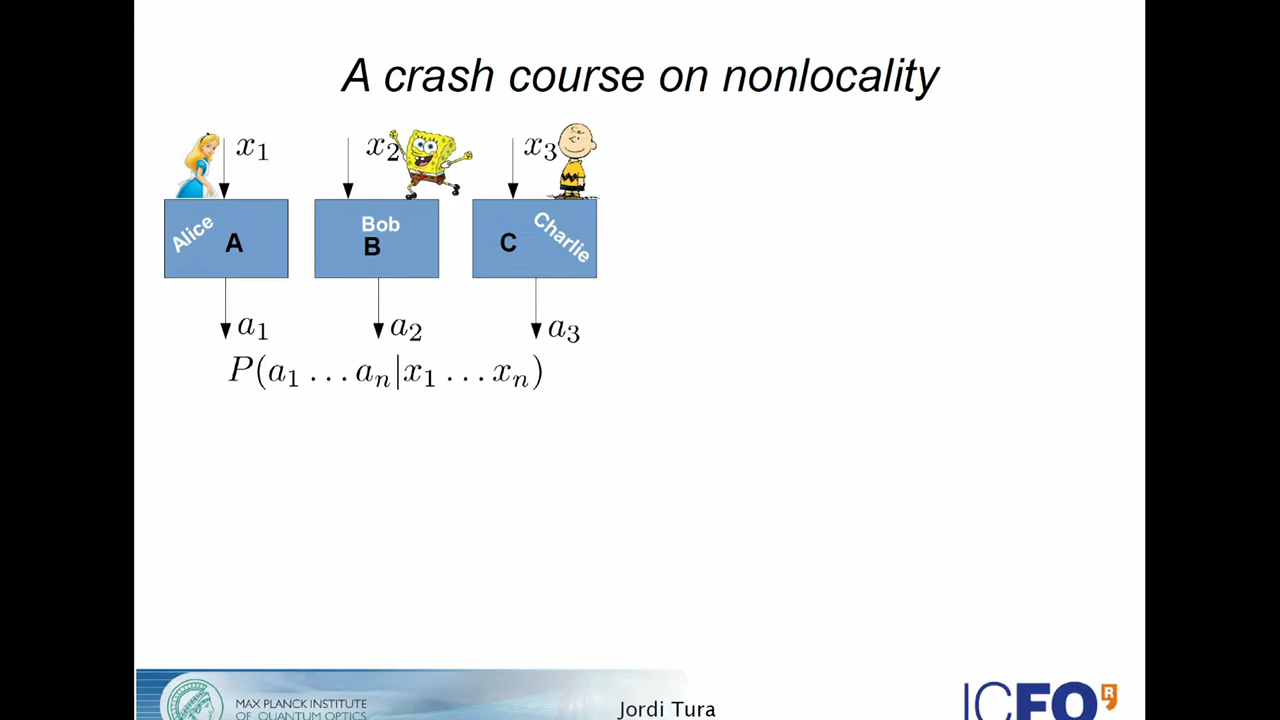 A crash course on nonlocality
x₁ x₂ x₃
Alice A Bob B C Charlie
a₁ a₂ a₃
P(a₁ … aₙ|x₁ … xₙ)
MAX PLANCK INSTITUTE
OF QUANTUM OPTICS
Jordi Tura
ICFO R